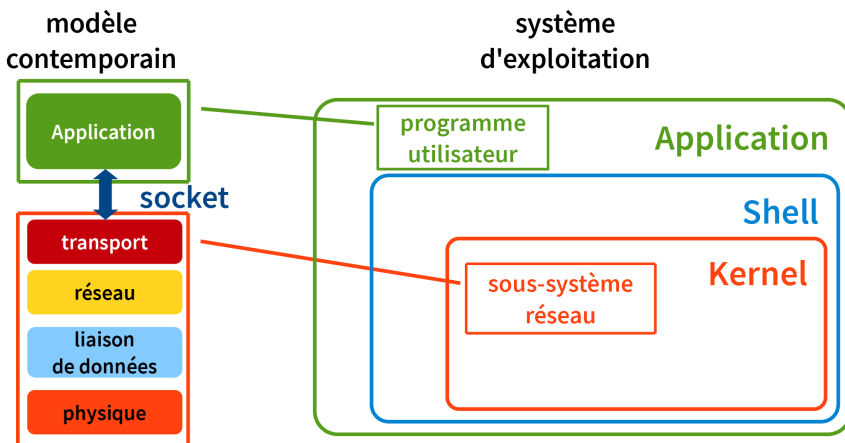 modèle
contemporain
Application
socket
transport
réseau
liaison
de données
physique
système
d'exploitation
programme
utilisateur
Application
Shell
Kernel
sous-système
réseau